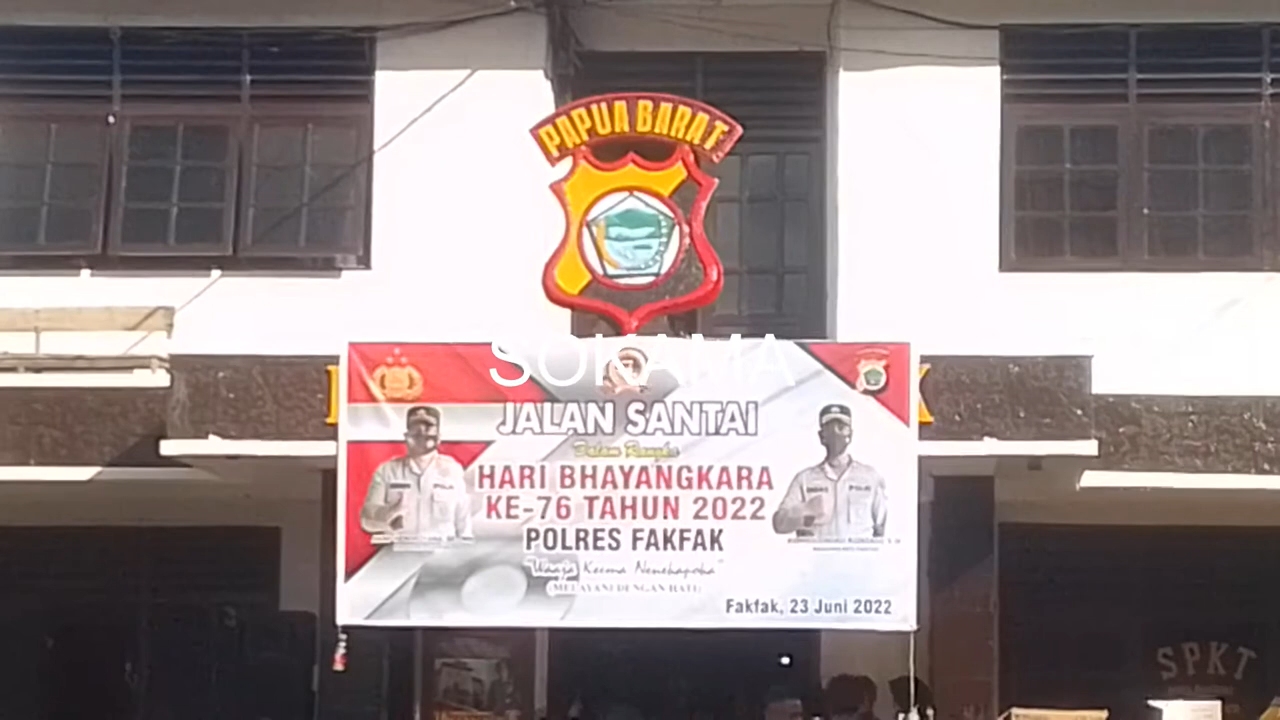 PAPUA BARAT
SOKAMA
JALAN SANTAI
Dalam Rangka
HARI BHAYANGKARA
KE-76 TAHUN 2022
POLRES FAKFAK
(MELAYANI DENGAN HATI)
Fakfak, 23 Juni 2022
SPKT